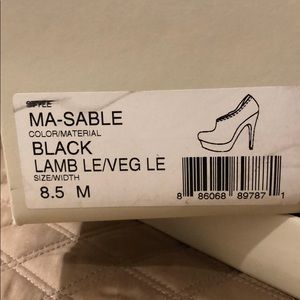 STYLE
MA-SABLE
COLOR/MATERIAL
BLACK
LAMB LE/VEG LE
SIZE/WIDTH
8.5 M
8 86068 89787 1